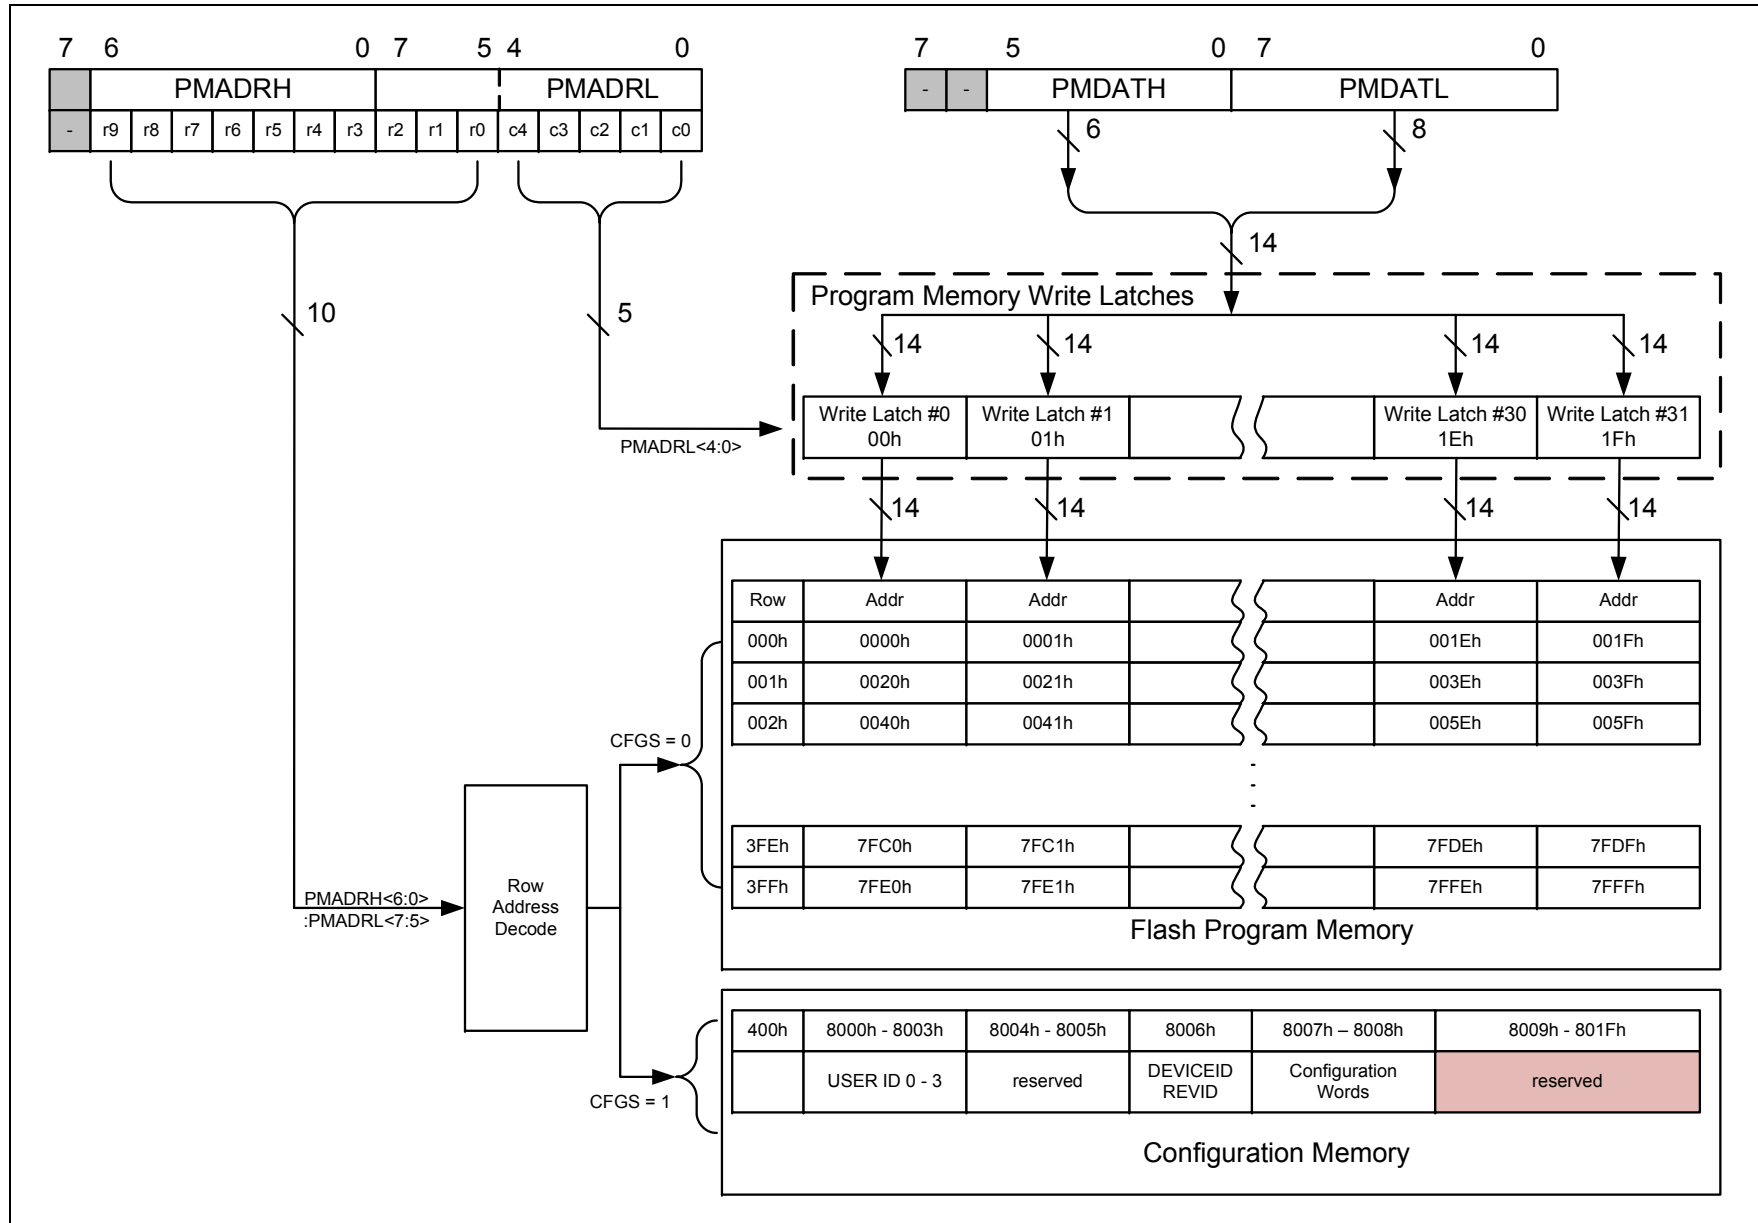 7 6 0 7 5 4 0
PMADRH PMADRL
- r9 r8 r7 r6 r5 r4 r3 r2 r1 r0 c4 c3 c2 c1 c0
7 5 0 7 0
- - PMDATH PMDATL
6 8
14
10
5
PMADRL<4:0>
Program Memory Write Latches
14 14 14 14
Write Latch #0 Write Latch #1 Write Latch #30 Write Latch #31
00h 01h 1Eh 1Fh
14 14 14 14
Row Addr Addr Addr Addr
000h 0000h 0001h 001Eh 001Fh
001h 0020h 0021h 003Eh 003Fh
002h 0040h 0041h 005Eh 005Fh
CFGS = 0
3FEh 7FC0h 7FC1h 7FDEh 7FDFh
3FFh 7FE0h 7FE1h 7FFEh 7FFFh
Flash Program Memory
PMADRH<6:0>
:PMADRL<7:5>
Row
Address
Decode
400h 8000h - 8003h 8004h - 8005h 8006h 8007h – 8008h 8009h - 801Fh
USER ID 0 - 3 reserved DEVICEID REVID Configuration Words reserved
CFGS = 1
Configuration Memory